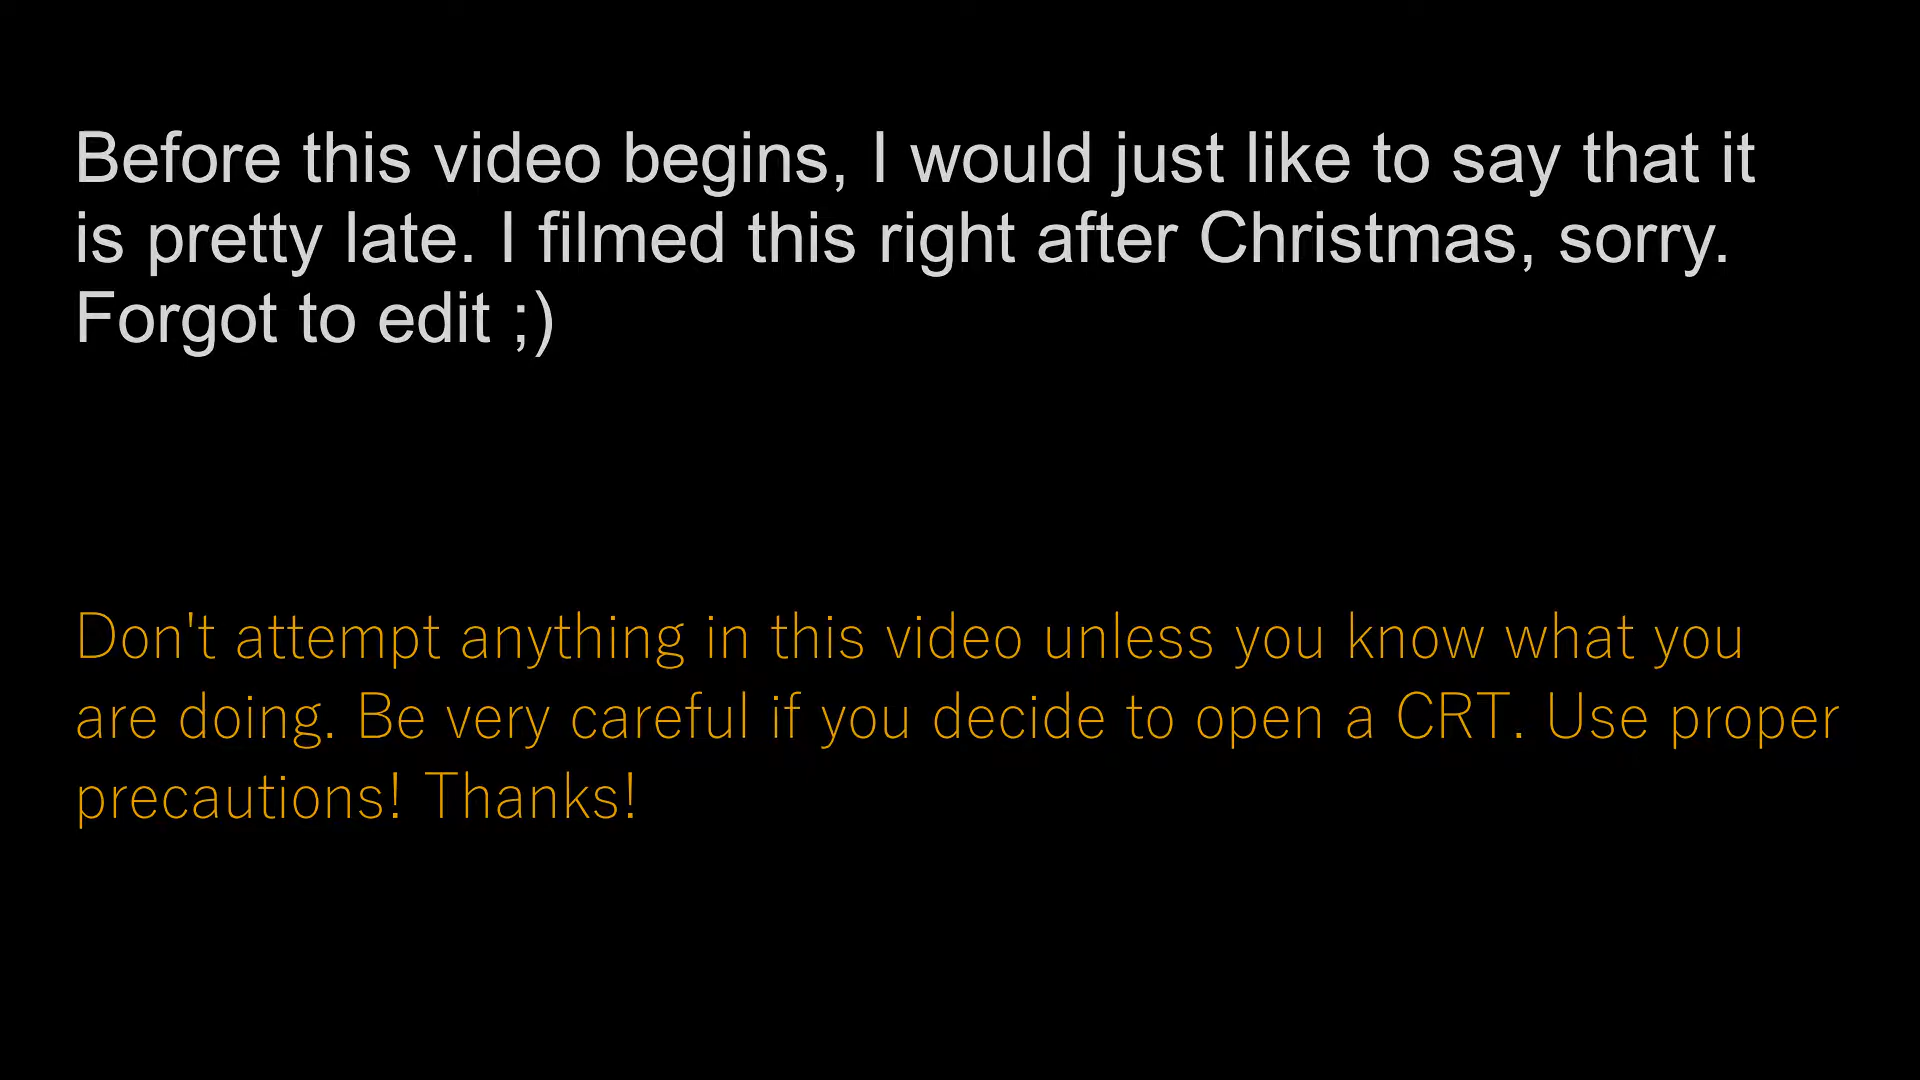 Before this video begins, I would just like to say that it
is pretty late. I filmed this right after Christmas, sorry.
Forgot to edit ;)
Don't attempt anything in this video unless you know what you
are doing. Be very careful if you decide to open a CRT. Use proper
precautions! Thanks!